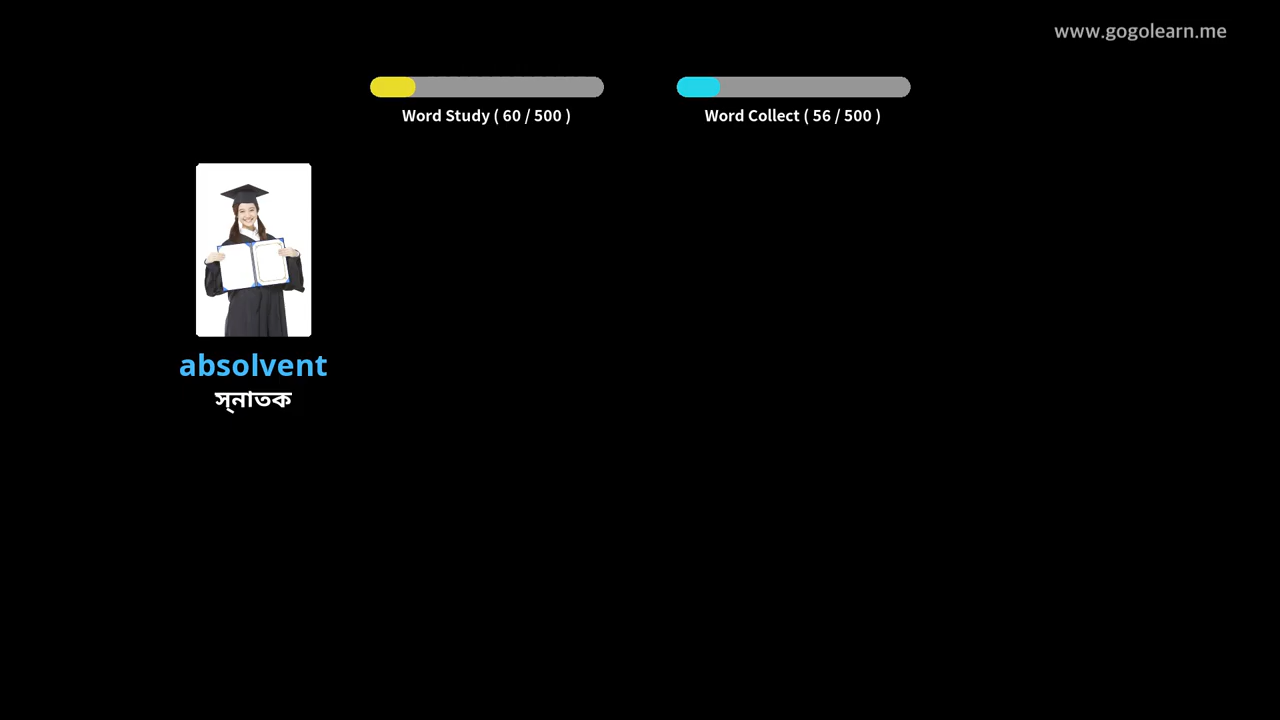 www.gogolearn.me
Word Study ( 60 / 500 )
Word Collect ( 56 / 500 )
absolvent
স্নাতক